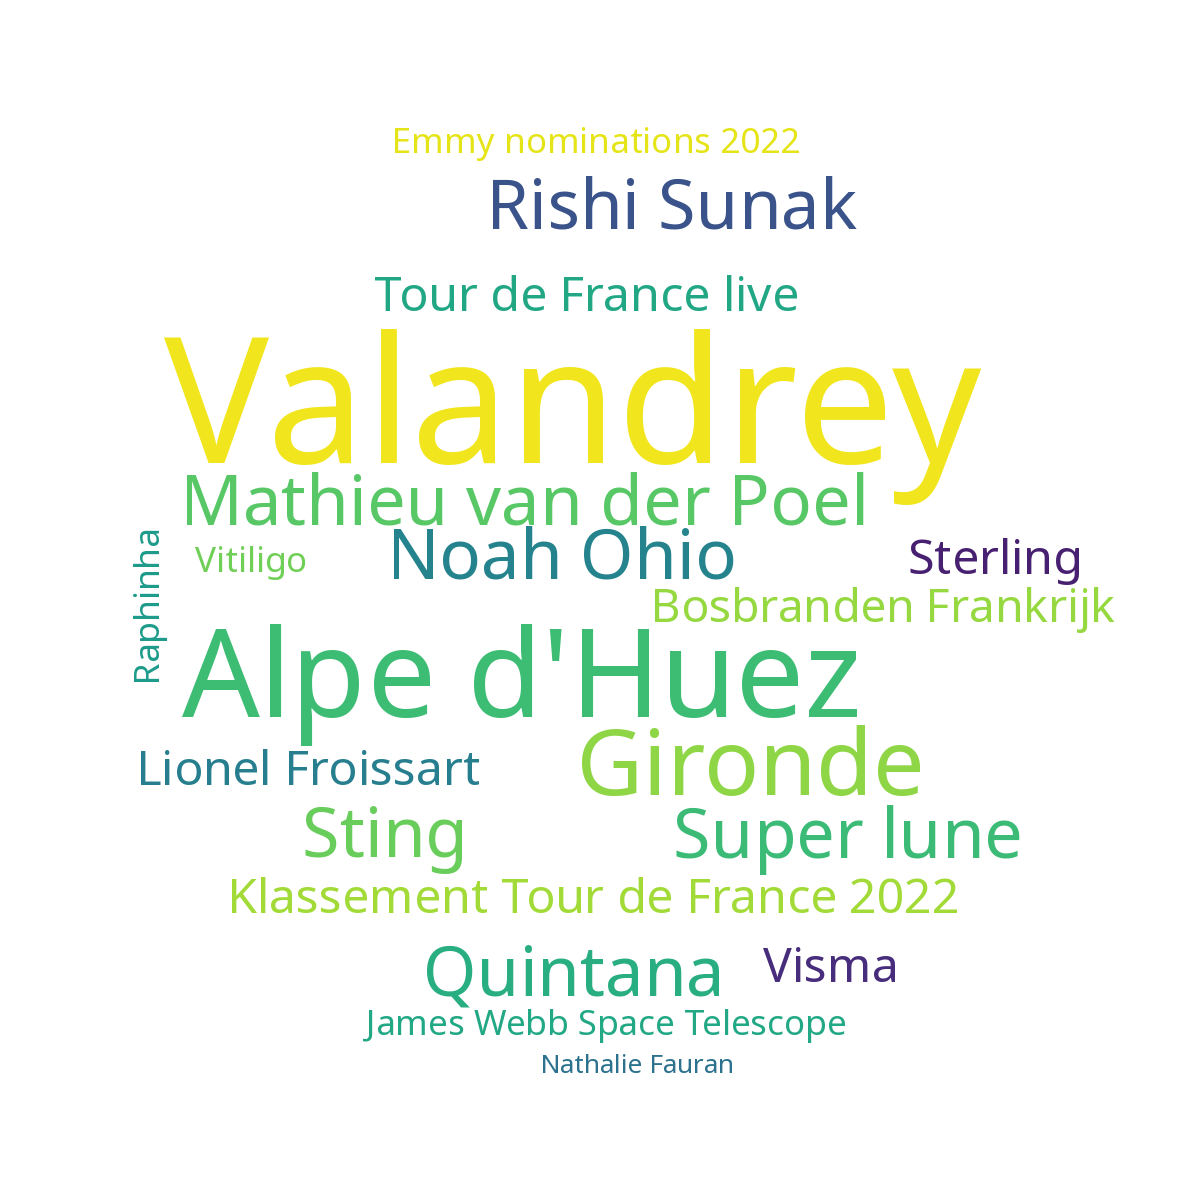 Emmy nominations 2022
Rishi Sunak
Tour de France live
Valandrey
Mathieu van der Poel
Noah Ohio
Vitiligo
Sterling
Raphinha
Bosbranden Frankrijk
Alpe d'Huez
Gironde
Lionel Froissart
Sting
Super lune
Klassement Tour de France 2022
Quintana
Visma
James Webb Space Telescope
Nathalie Fauran